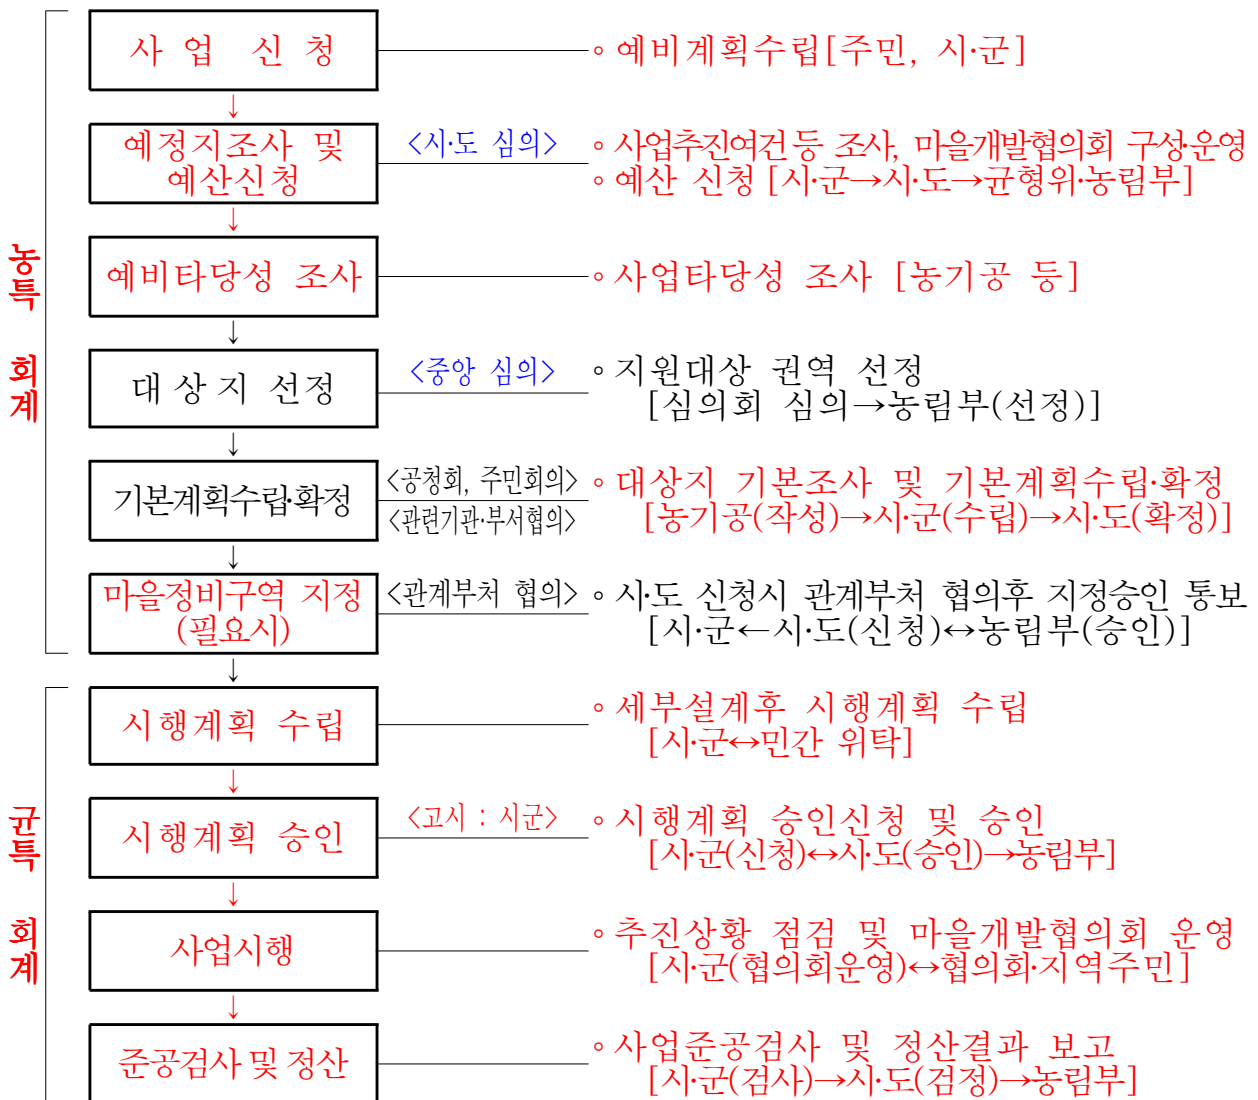 농특 회계
사 업 신 청
◦ 예비계획수립[주민, 시·군]
예정지조사 및
예산신청
<시·도 심의>
◦ 사업추진여건등 조사, 마을개발협의회 구성·운영
◦ 예산 신청 [시·군→시·도→균형위·농림부]
예비타당성 조사
◦ 사업타당성 조사 [농기공 등]
대 상 지 선정
<중앙 심의>
◦ 지원대상 권역 선정
[심의회 심의→농림부(선정)]
기본계획수립·확정
<공청회, 주민회의>
<관련기관·부서협의>
◦ 대상지 기본조사 및 기본계획수립·확정
[농기공(작성)→시·군(수립)→시·도(확정)]
마을정비구역 지정
(필요시)
<관계부처 협의>
◦ 시·도 신청시 관계부처 협의후 지정승인 통보
[시·군←시·도(신청)↔농림부(승인)]
균특 회계
시행계획 수립
◦ 세부설계후 시행계획 수립
[시·군↔민간 위탁]
시행계획 승인
<고시 : 시군>
◦ 시행계획 승인신청 및 승인
[시·군(신청)↔시·도(승인)→농림부]
사업시행
◦ 추진상황 점검 및 마을개발협의회 운영
[시·군(협의회운영)↔협의회·지역주민]
준공검사 및 정산
◦ 사업준공검사 및 정산결과 보고
[시·군(검사)→시·도(검정)→농림부]